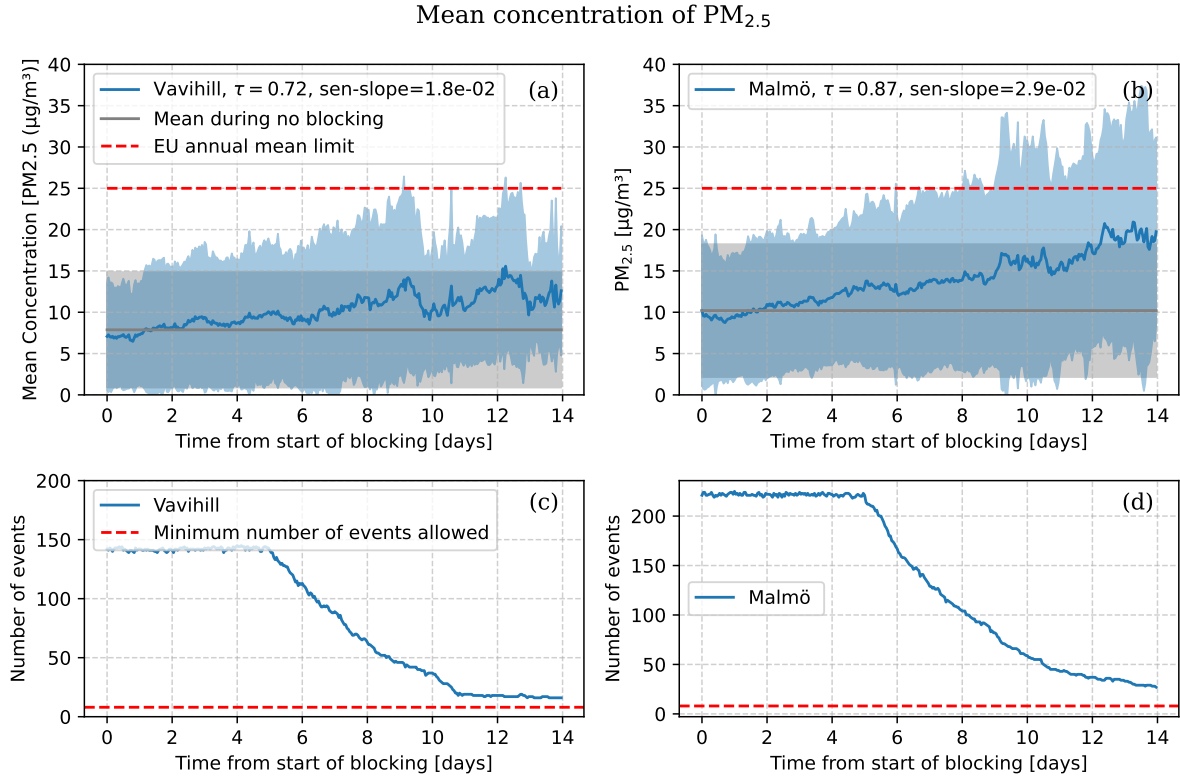 Mean concentration of PM₂.₅
Mean Concentration [PM2.5 (µg/m³)]
40
35
30
25
20
15
10
5
0
Vavihill, τ = 0.72, sen-slope=1.8e-02
Mean during no blocking
EU annual mean limit
(a)
0 2 4 6 8 10 12 14
Time from start of blocking [days]
PM₂.₅ [µg/m³]
40
35
30
25
20
15
10
5
0
Malmö, τ = 0.87, sen-slope=2.9e-02
(b)
0 2 4 6 8 10 12 14
Time from start of blocking [days]
Number of events
200
150
100
50
0
Vavihill
Minimum number of events allowed
(c)
0 2 4 6 8 10 12 14
Time from start of blocking [days]
Number of events
200
150
100
50
0
Malmö
(d)
0 2 4 6 8 10 12 14
Time from start of blocking [days]